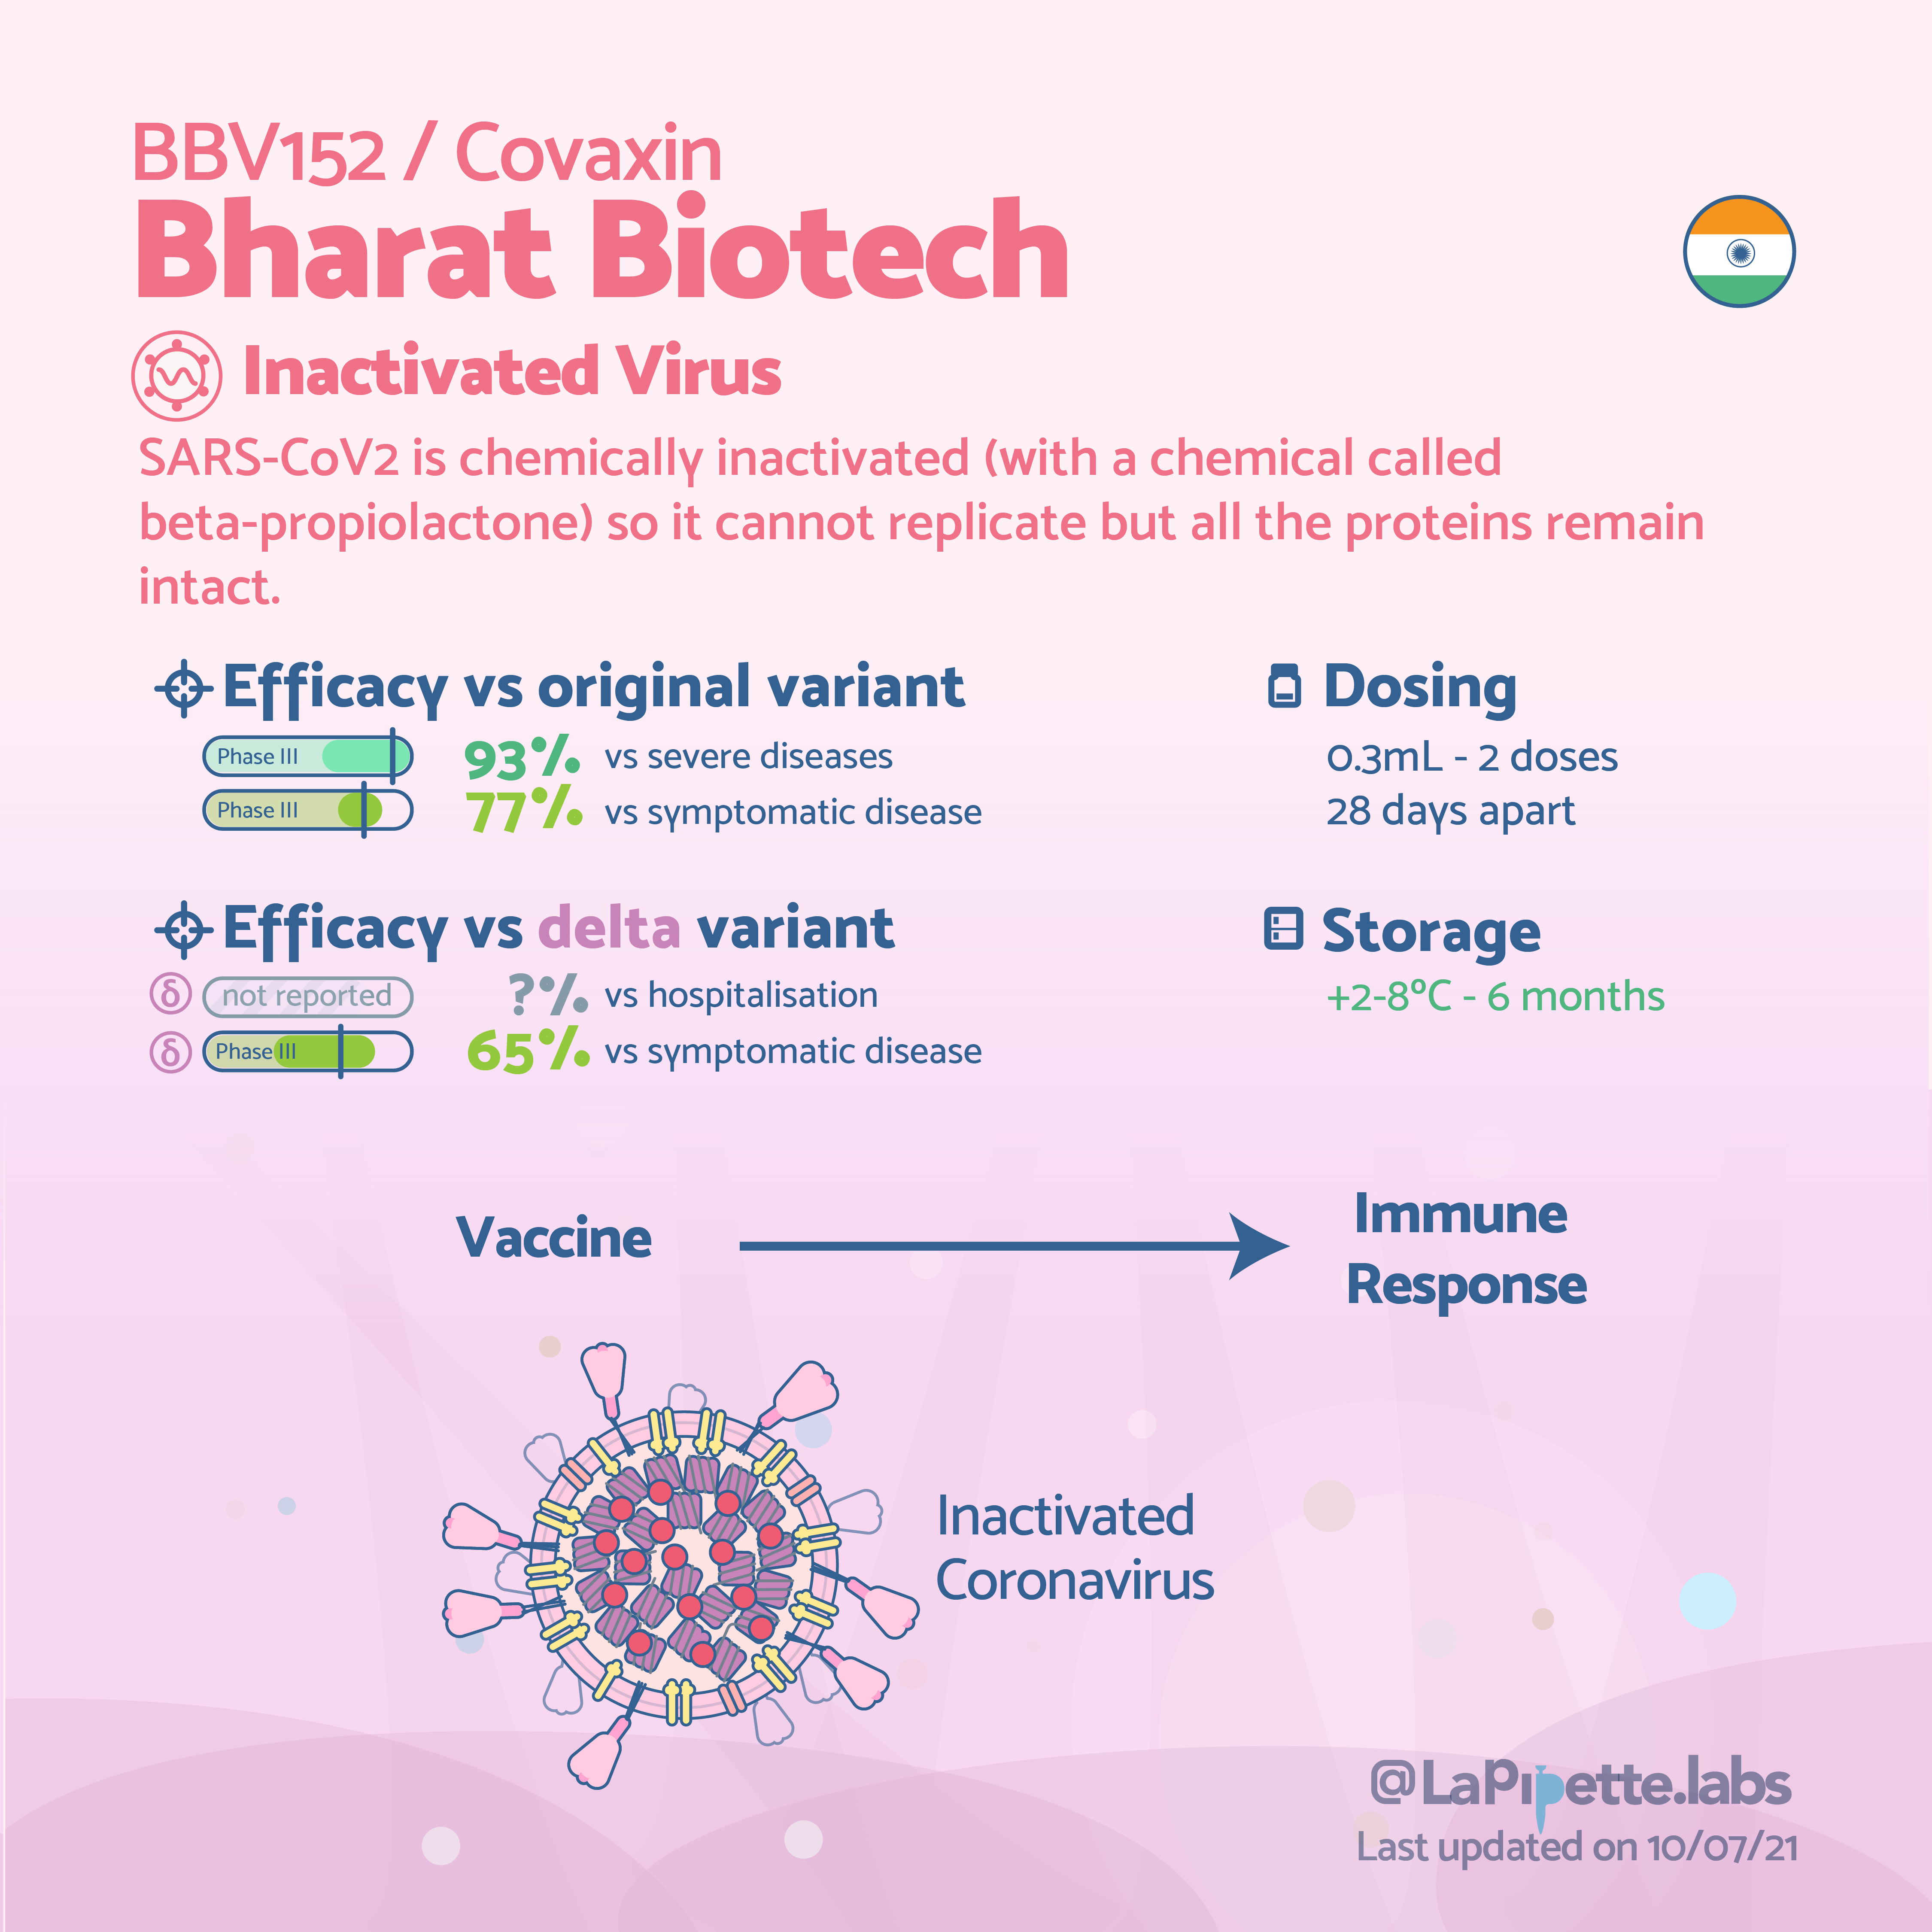 BBV152 / Covaxin
Bharat Biotech
Inactivated Virus
SARS-CoV2 is chemically inactivated (with a chemical called
beta-propiolactone) so it cannot replicate but all the proteins remain
intact.
Efficacy vs original variant
Phase III 93% vs severe diseases
Phase III 77% vs symptomatic disease
Dosing
0.3mL - 2 doses
28 days apart
Efficacy vs delta variant
δ not reported ?% vs hospitalisation
δ Phase III 65% vs symptomatic disease
Storage
+2-8ºC - 6 months
Vaccine
Immune
Response
Inactivated
Coronavirus
@LaPipette.labs
Last updated on 10/07/21